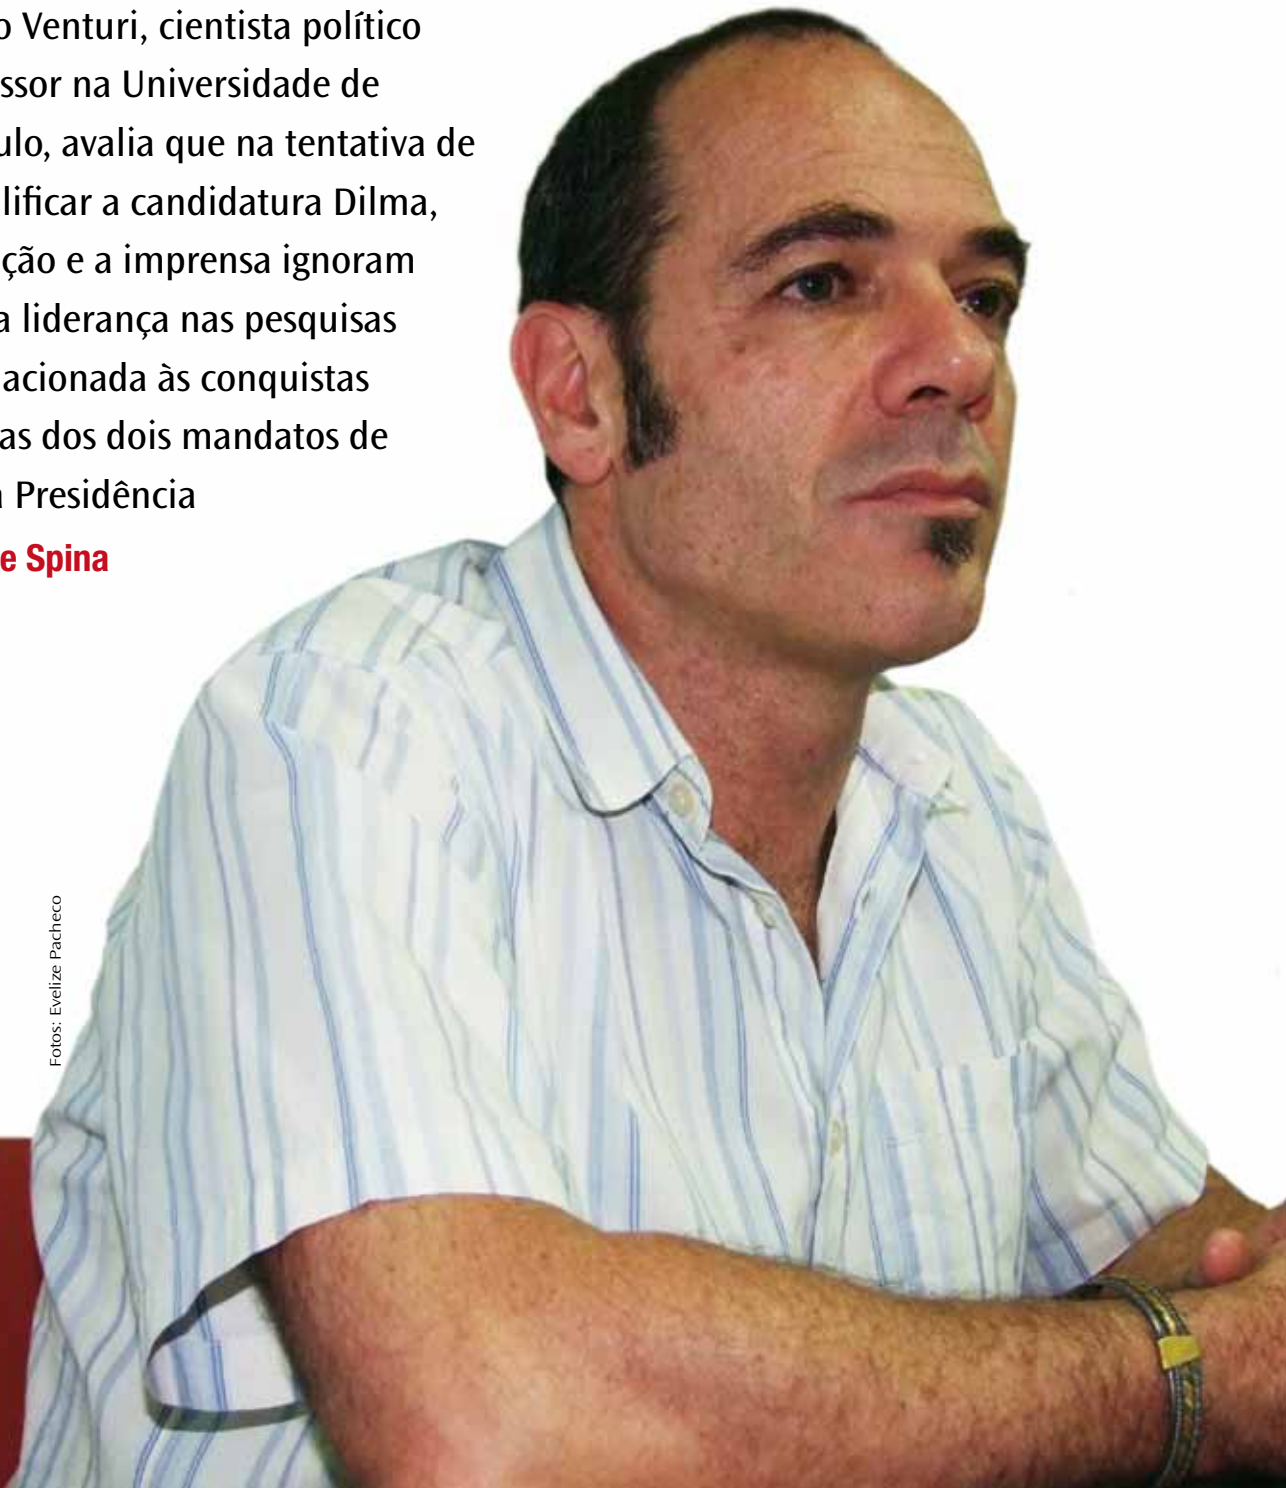 o Venturi, cientista político
ssor na Universidade de
ulo, avalia que na tentativa de
lificar a candidatura Dilma,
ção e a imprensa ignoram
a liderança nas pesquisas
lacionada às conquistas
as dos dois mandatos de
a Presidência
e Spina
Fotos: Evelize Pacheco